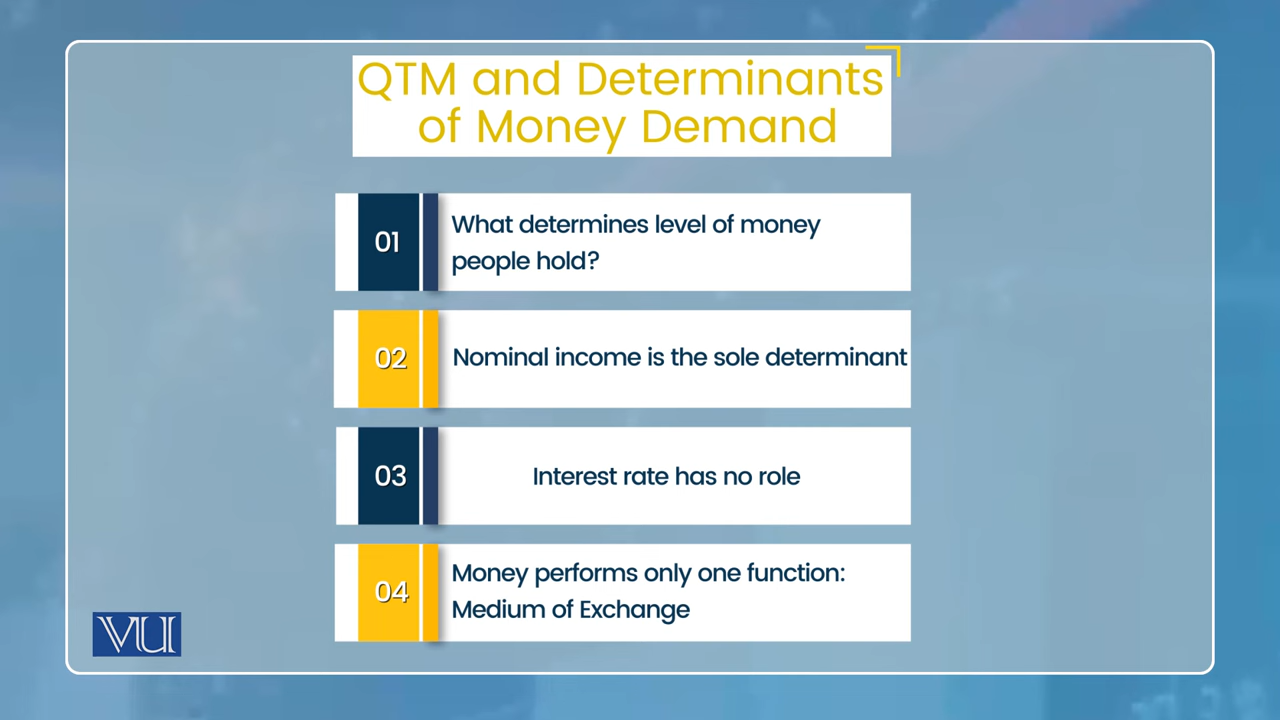 QTM and Determinants
of Money Demand
01
What determines level of money
people hold?
02
Nominal income is the sole determinant
03
Interest rate has no role
04
Money performs only one function:
Medium of Exchange
VU